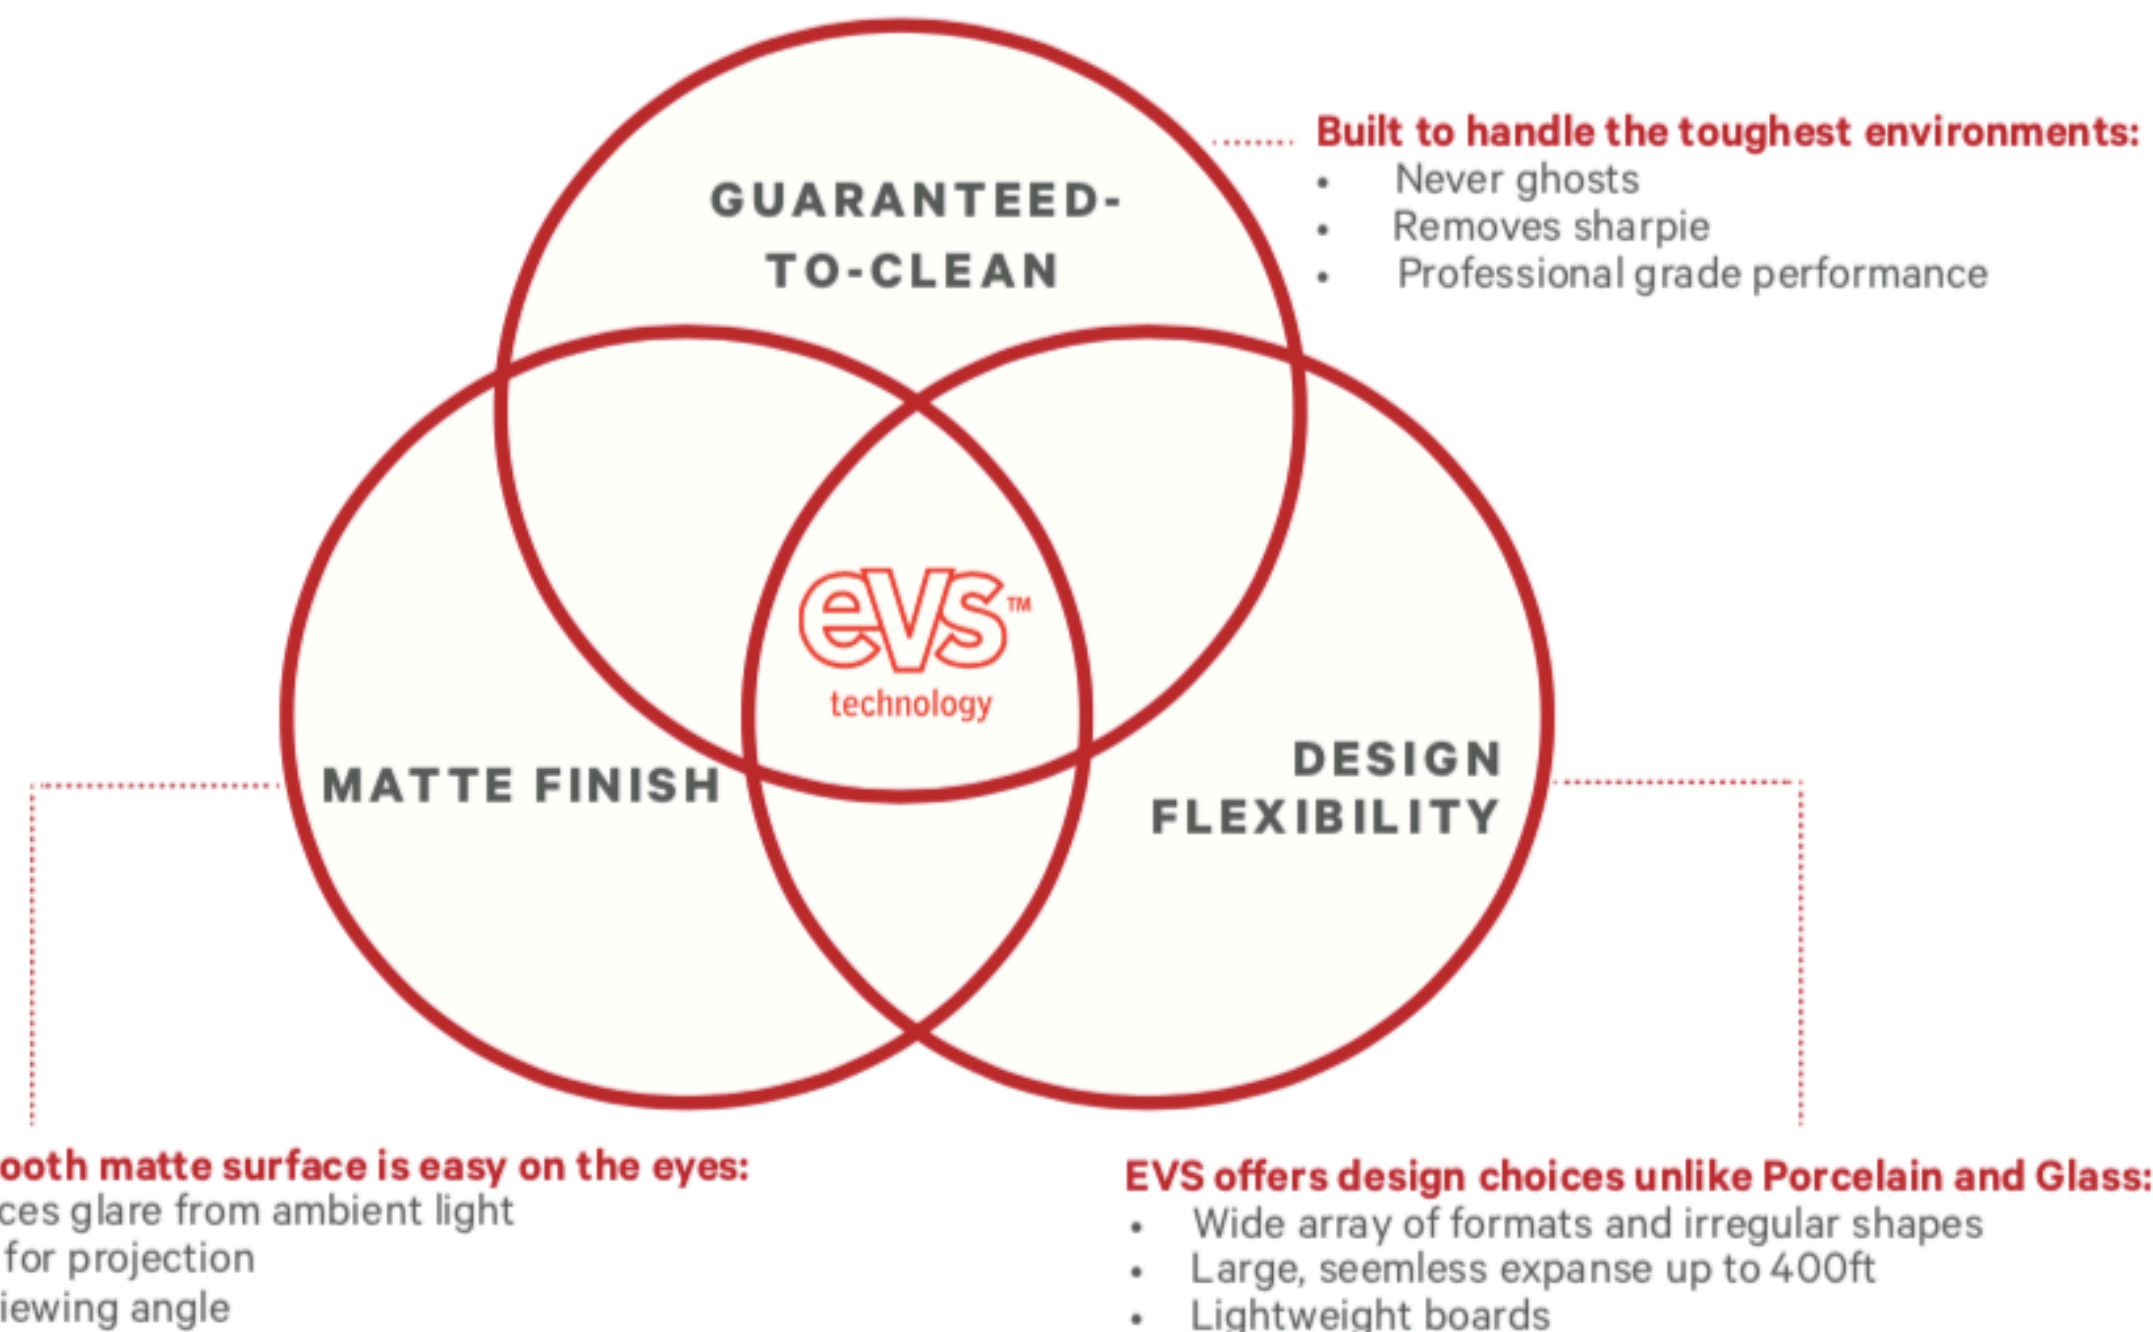 GUARANTEED-
TO-CLEAN
Built to handle the toughest environments:
• Never ghosts
• Removes sharpie
• Professional grade performance
eVS™
technology
MATTE FINISH
DESIGN
FLEXIBILITY
matte surface is easy on the eyes:
glare from ambient light
for projection
angle
EVS offers design choices unlike Porcelain and Glass:
• Wide array of formats and irregular shapes
• Large, seemless expanse up to 400ft
• Lightweight boards